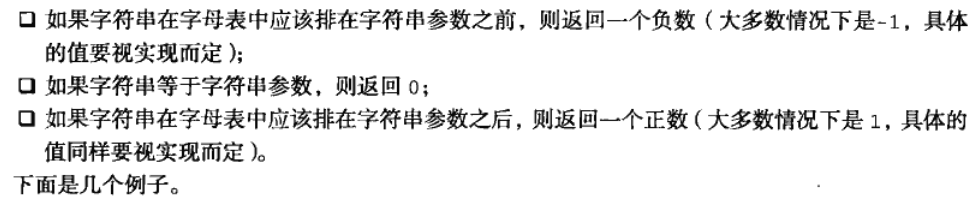 ❑ 如果字符串在字母表中应该排在字符串参数之前，则返回一个负数（大多数情况下是-1，具体
的值要视实现而定）；
❑ 如果字符串等于字符串参数，则返回 0；
❑ 如果字符串在字母表中应该排在字符串参数之后，则返回一个正数（大多数情况下是 1，具体的
值同样要视实现而定）。
下面是几个例子。